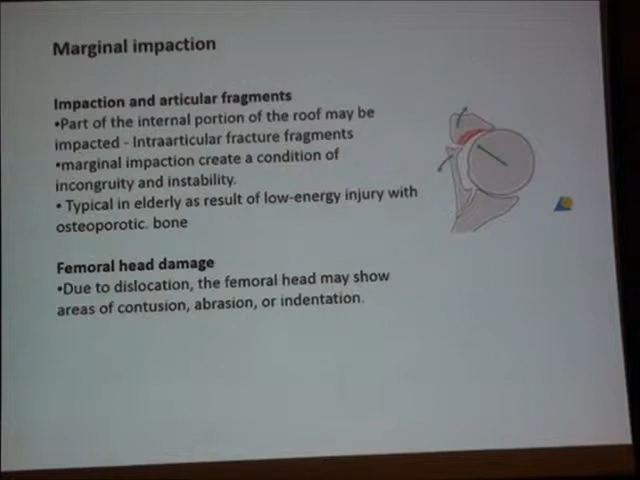 Marginal impaction
Impaction and articular fragments
•Part of the internal portion of the roof may be
impacted - Intraarticular fracture fragments
•marginal impaction create a condition of
incongruity and instability.
• Typical in elderly as result of low-energy injury with
osteoporotic. bone
Femoral head damage
•Due to dislocation, the femoral head may show
areas of contusion, abrasion, or indentation.